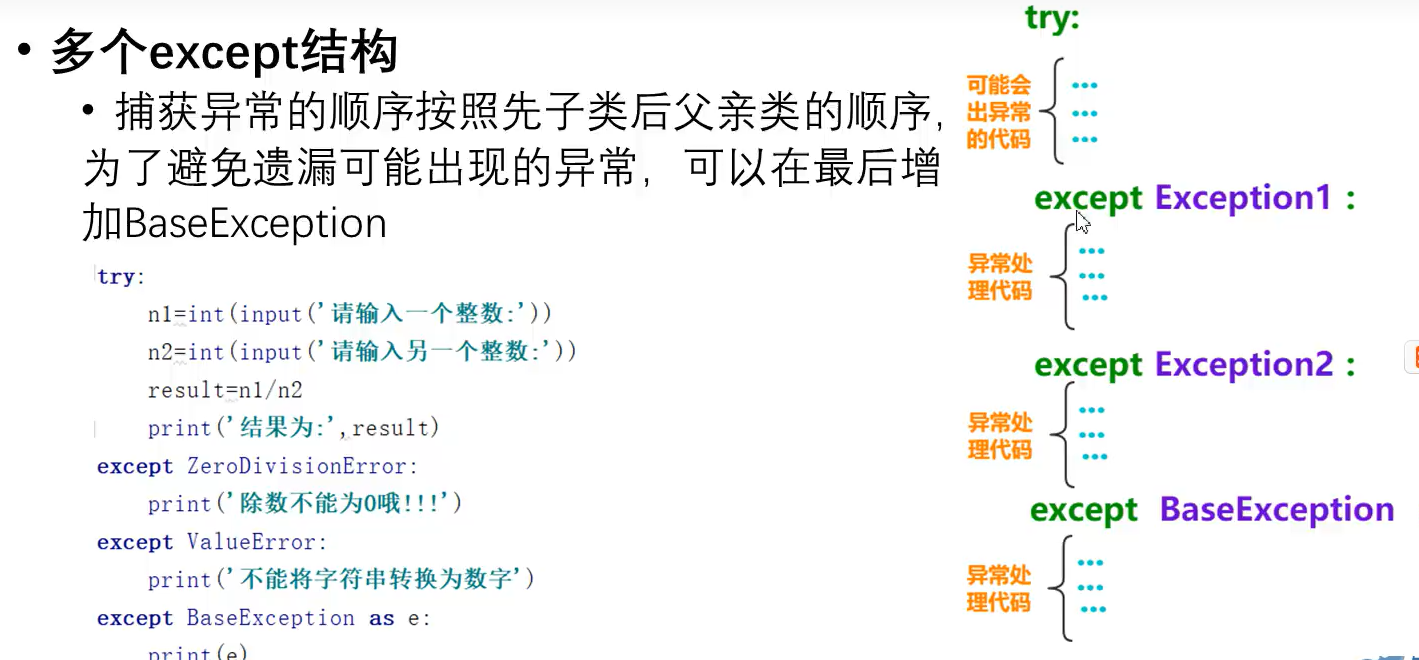 • 多个except结构
• 捕获异常的顺序按照先子类后父亲类的顺序,
为了避免遗漏可能出现的异常，可以在最后增
加BaseException
try:
n1=int(input('请输入一个整数:'))
n2=int(input('请输入另一个整数:'))
result=n1/n2
print('结果为:',result)
except ZeroDivisionError:
print('除数不能为0哦!!!')
except ValueError:
print('不能将字符串转换为数字')
except BaseException as e:
print(e)
try:
可能会
出异常
的代码
...
...
...
except Exception1 :
异常处
理代码
...
...
...
except Exception2 :
异常处
理代码
...
...
...
except BaseException
异常处
理代码
...
...
...